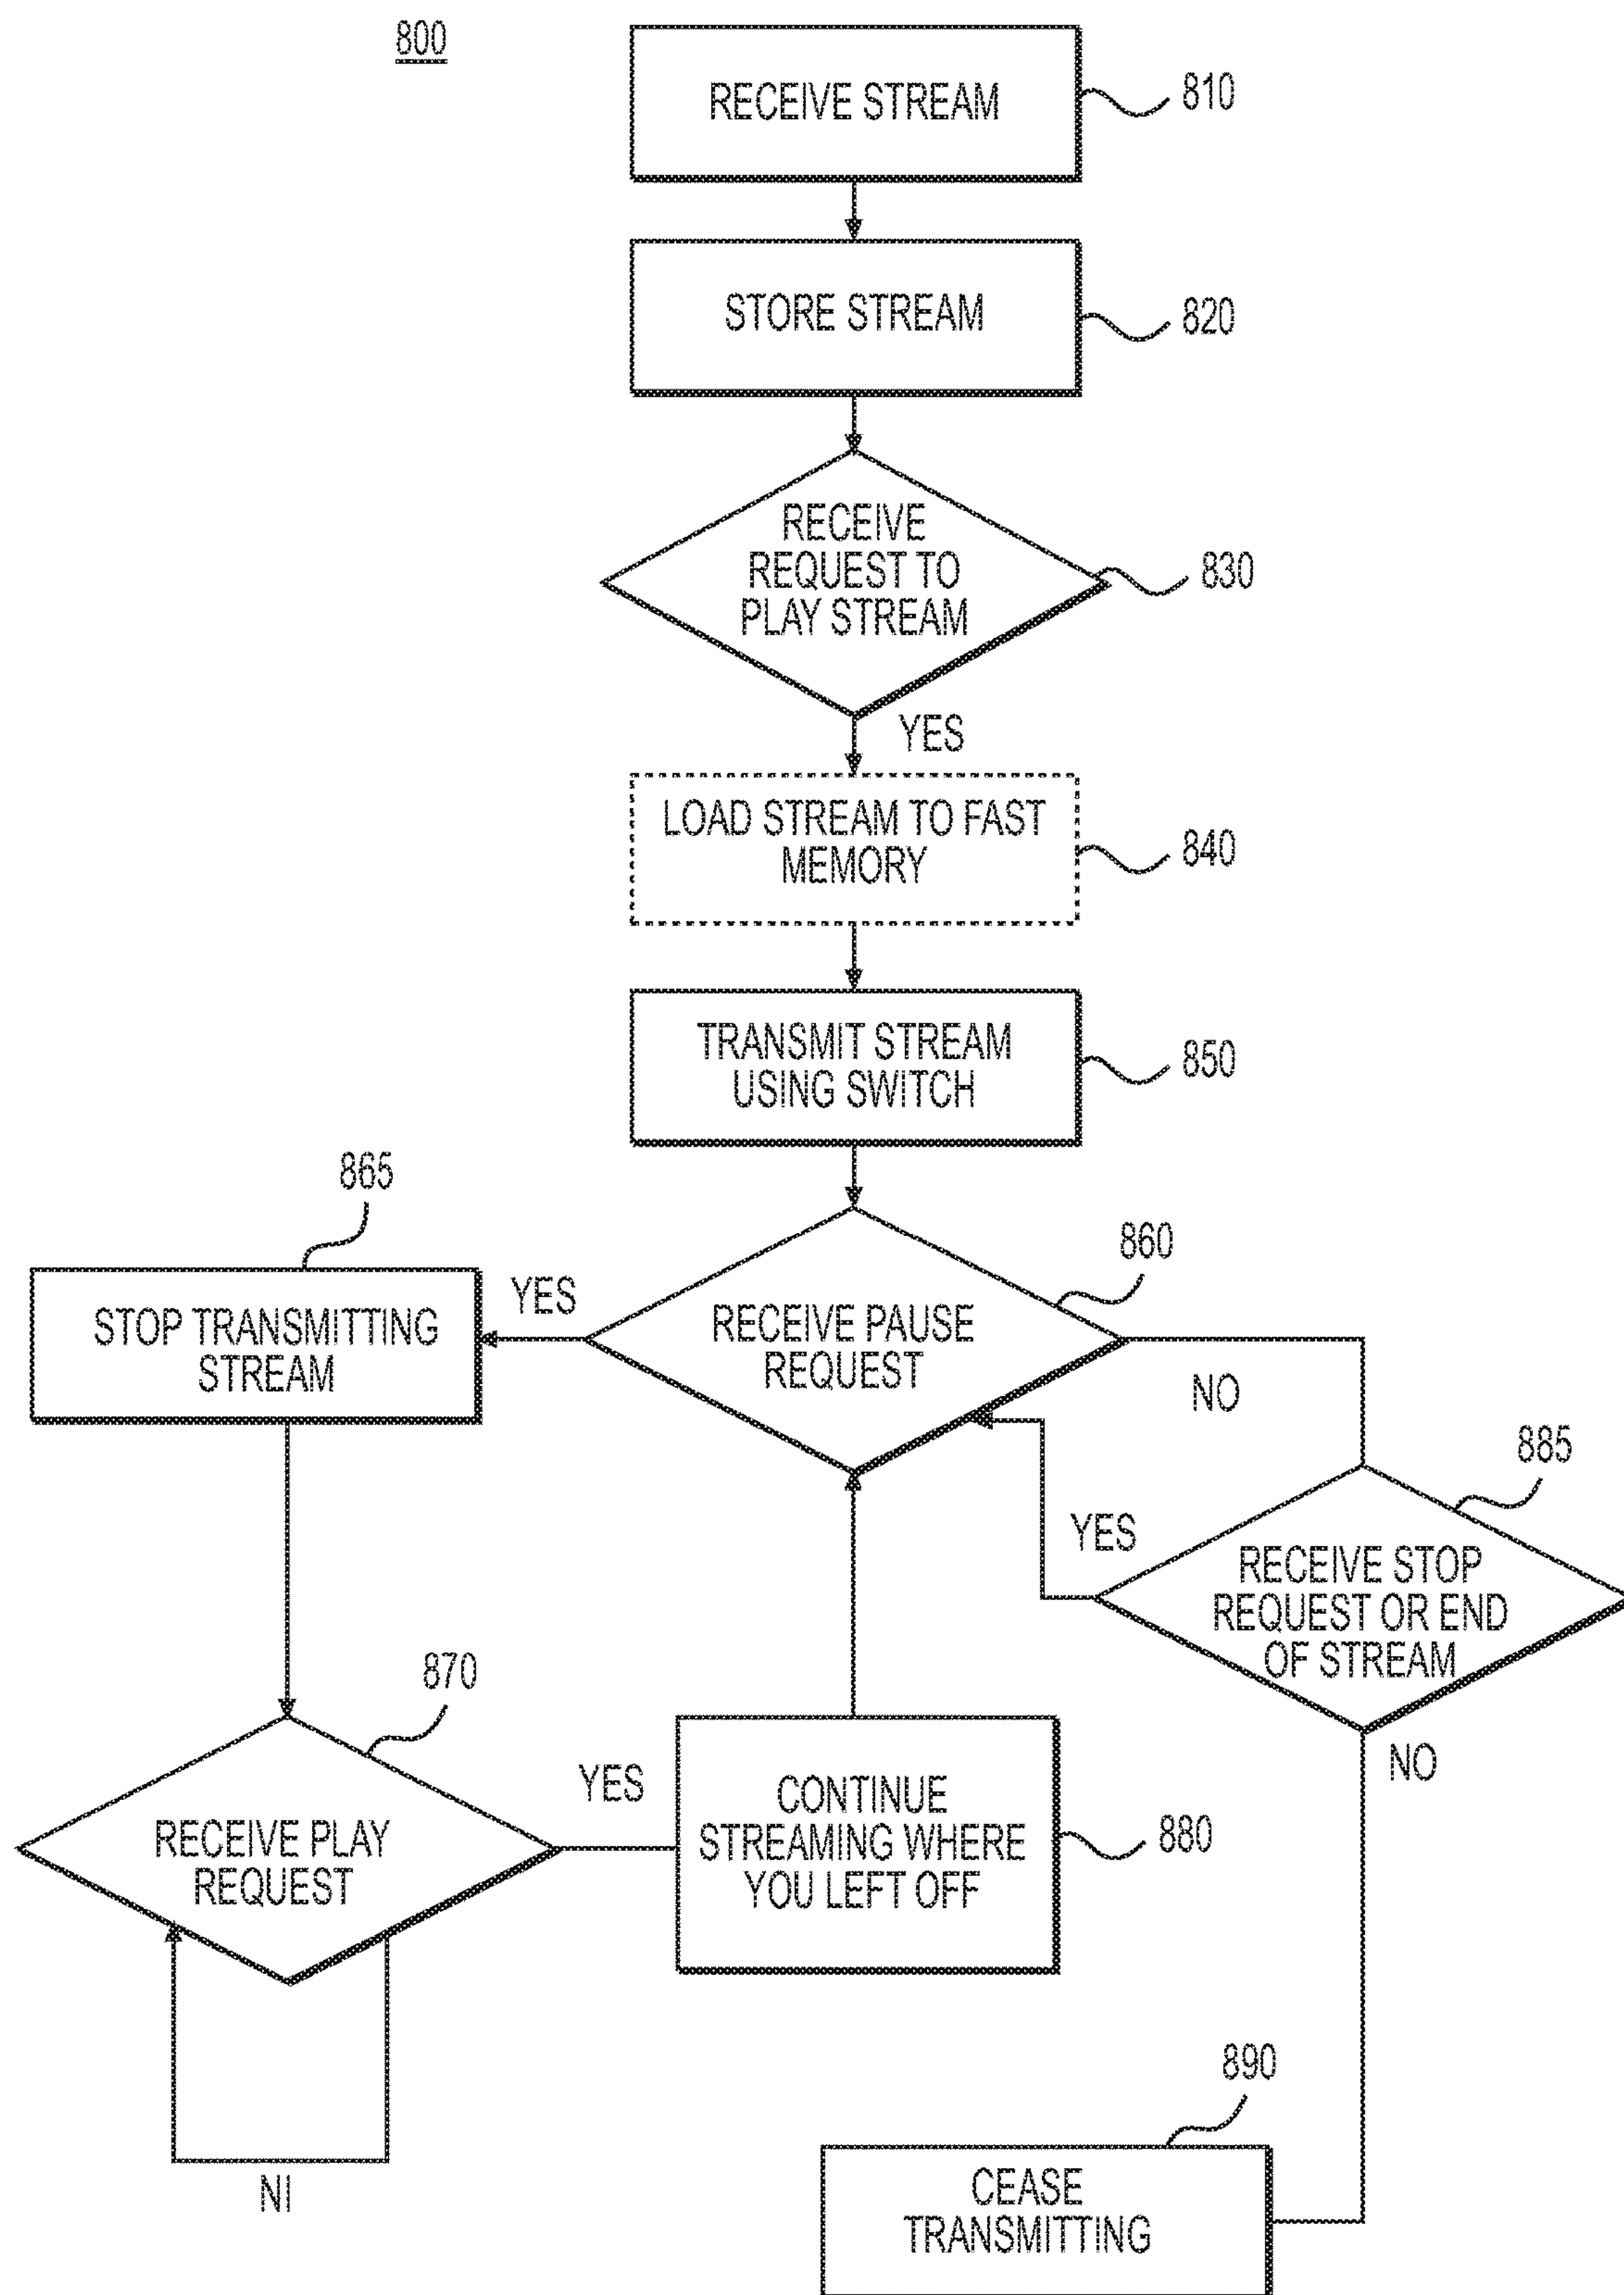 800
RECEIVE STREAM
810
STORE STREAM
820
RECEIVE
REQUEST TO
PLAY STREAM
830
YES
LOAD STREAM TO FAST
MEMORY
840
TRANSMIT STREAM
USING SWITCH
850
865
860
YES
STOP TRANSMITTING
STREAM
RECEIVE PAUSE
REQUEST
NO
885
YES
RECEIVE STOP
REQUEST OR END
OF STREAM
870
NO
YES
RECEIVE PLAY
REQUEST
CONTINUE
STREAMING WHERE
YOU LEFT OFF
880
NI
890
CEASE
TRANSMITTING